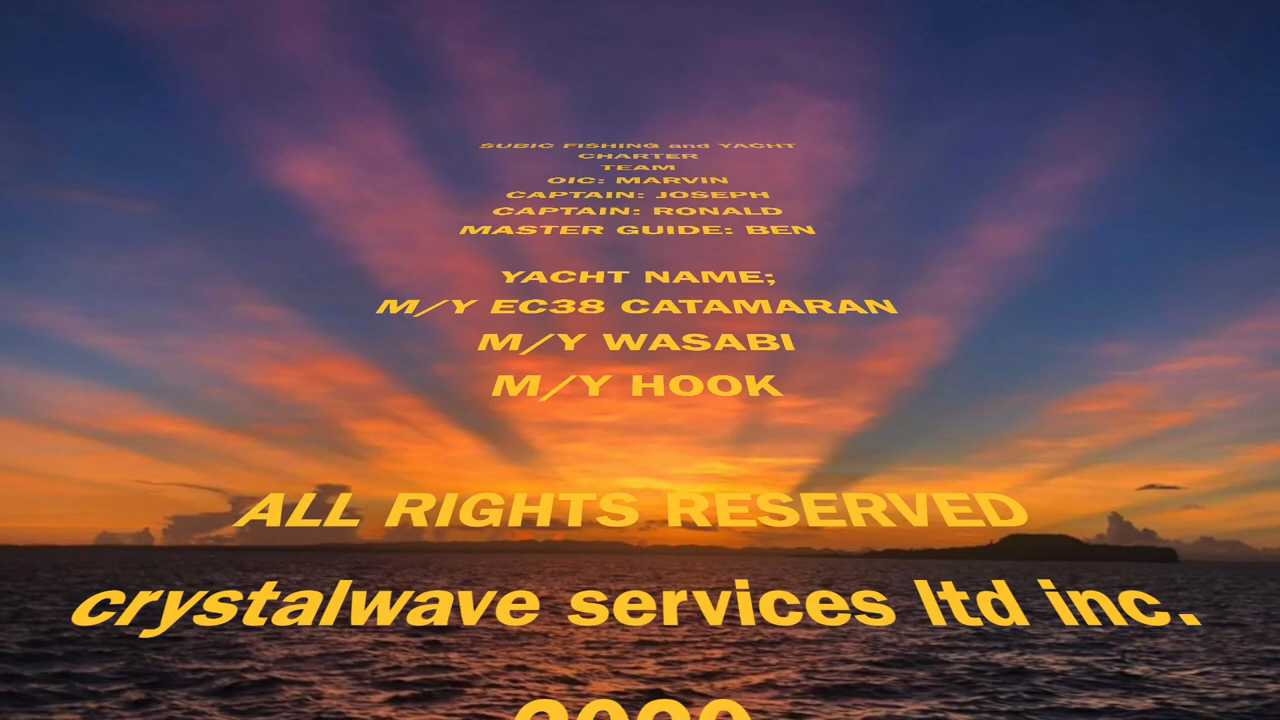 SUBIC FISHING and YACHT
CHARTER
TEAM
OIC: MARVIN
CAPTAIN: JOSEPH
CAPTAIN: RONALD
MASTER GUIDE: BEN
YACHT NAME;
M/Y EC38 CATAMARAN
M/Y WASABI
M/Y HOOK
ALL RIGHTS RESERVED
crystalwave services ltd inc.